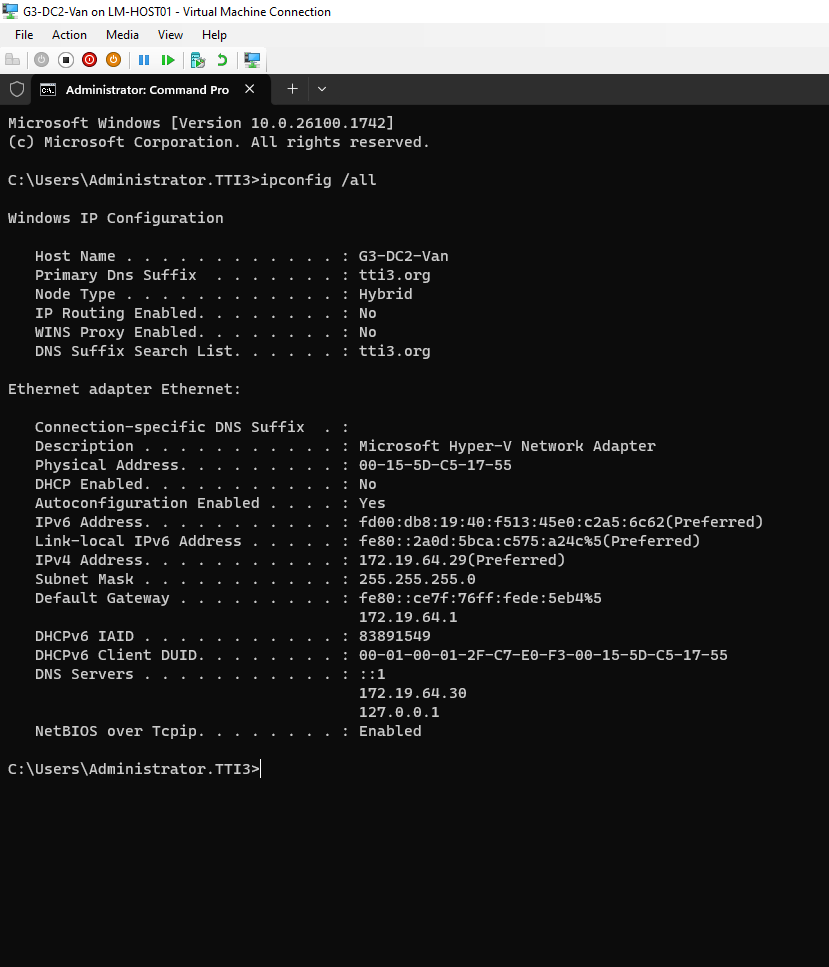 G3-DC2-Van on LM-HOST01 - Virtual Machine Connection
File Action Media View Help
Administrator: Command Pro
Microsoft Windows [Version 10.0.26100.1742]
(c) Microsoft Corporation. All rights reserved.
C:\Users\Administrator.TTI3>ipconfig /all
Windows IP Configuration
Host Name . . . . . . . . . . . . : G3-DC2-Van
Primary Dns Suffix  . . . . . . . : tti3.org
Node Type . . . . . . . . . . . . : Hybrid
IP Routing Enabled. . . . . . . . : No
WINS Proxy Enabled. . . . . . . . : No
DNS Suffix Search List. . . . . . : tti3.org
Ethernet adapter Ethernet:
Connection-specific DNS Suffix  . :
Description . . . . . . . . . . . : Microsoft Hyper-V Network Adapter
Physical Address. . . . . . . . . : 00-15-5D-C5-17-55
DHCP Enabled. . . . . . . . . . . : No
Autoconfiguration Enabled . . . . : Yes
IPv6 Address. . . . . . . . . . . : fd00:db8:19:40:f513:45e0:c2a5:6c62(Preferred)
Link-local IPv6 Address . . . . . : fe80::2a0d:5bca:c575:a24c%5(Preferred)
IPv4 Address. . . . . . . . . . . : 172.19.64.29(Preferred)
Subnet Mask . . . . . . . . . . . : 255.255.255.0
Default Gateway . . . . . . . . . : fe80::ce7f:76ff:fede:5eb4%5
172.19.64.1
DHCPv6 IAID . . . . . . . . . . . : 83891549
DHCPv6 Client DUID. . . . . . . . : 00-01-00-01-2F-C7-E0-F3-00-15-5D-C5-17-55
DNS Servers . . . . . . . . . . . : ::1
172.19.64.30
127.0.0.1
NetBIOS over Tcpip. . . . . . . . : Enabled
C:\Users\Administrator.TTI3>